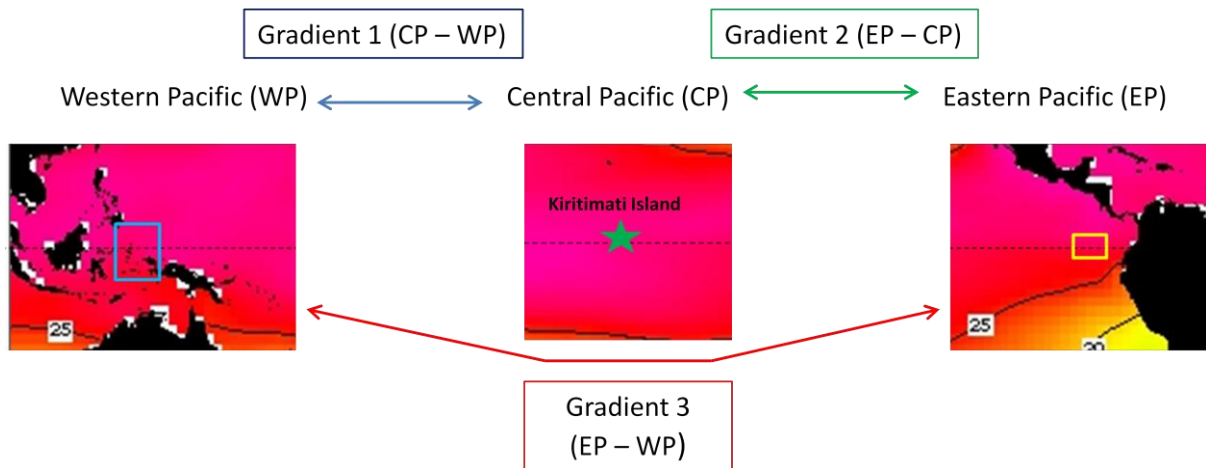 Gradient 1 (CP – WP)
Gradient 2 (EP – CP)
Western Pacific (WP)
Central Pacific (CP)
Eastern Pacific (EP)
Kiritimati Island
25
25
20
Gradient 3
(EP – WP)